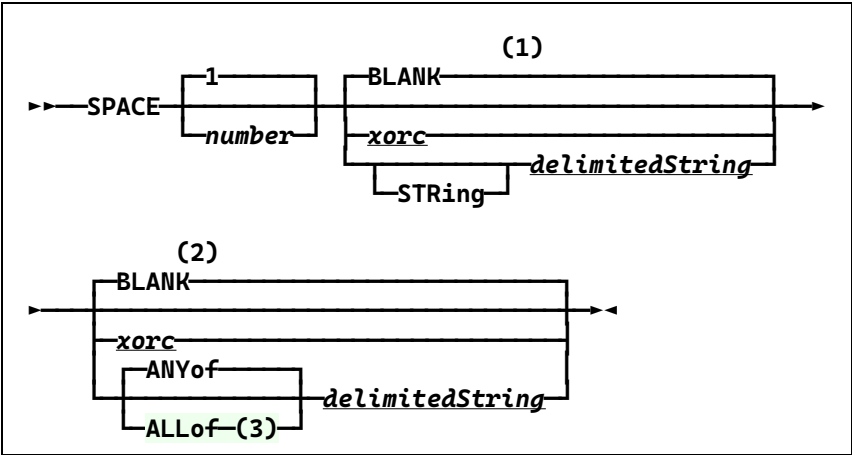 (1)
1 BLANK
SPACE
number xorc
delimitedString
STRing
(2)
BLANK
xorc
ANYof
delimitedString
ALLof (3)